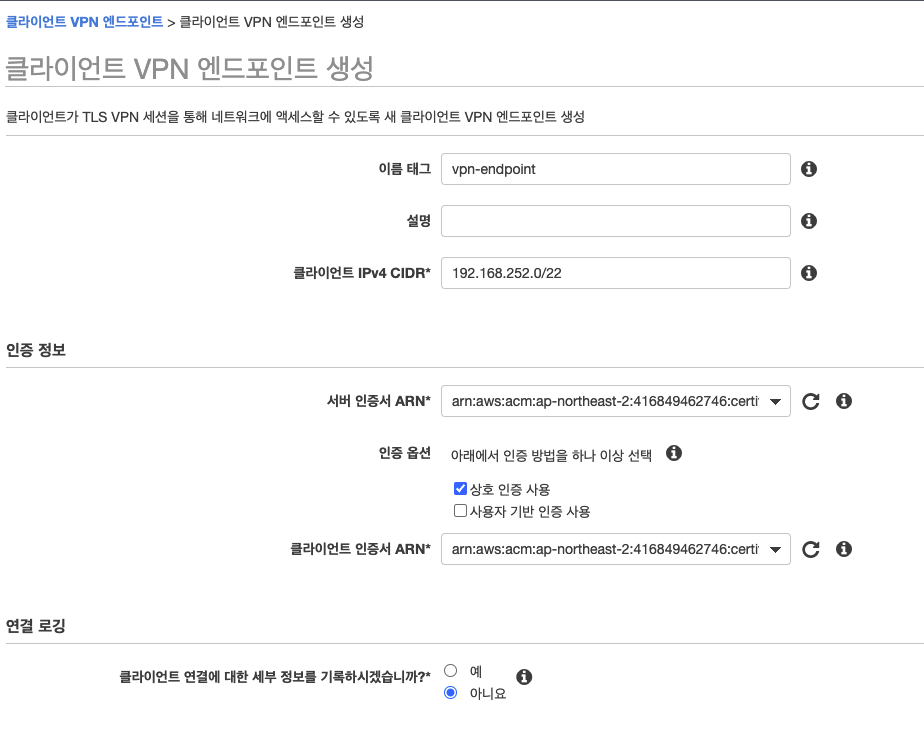 클라이언트 VPN 엔드포인트 > 클라이언트 VPN 엔드포인트 생성
클라이언트 VPN 엔드포인트 생성
클라이언트가 TLS VPN 세션을 통해 네트워크에 액세스할 수 있도록 새 클라이언트 VPN 엔드포인트 생성
이름 태그 vpn-endpoint
설명
클라이언트 IPv4 CIDR* 192.168.252.0/22
인증 정보
서버 인증서 ARN* arn:aws:acm:ap-northeast-2:416849462746:certi
인증 옵션 아래에서 인증 방법을 하나 이상 선택
상호 인증 사용
사용자 기반 인증 사용
클라이언트 인증서 ARN* arn:aws:acm:ap-northeast-2:416849462746:certi
연결 로깅
클라이언트 연결에 대한 세부 정보를 기록하시겠습니까?* 예
아니요